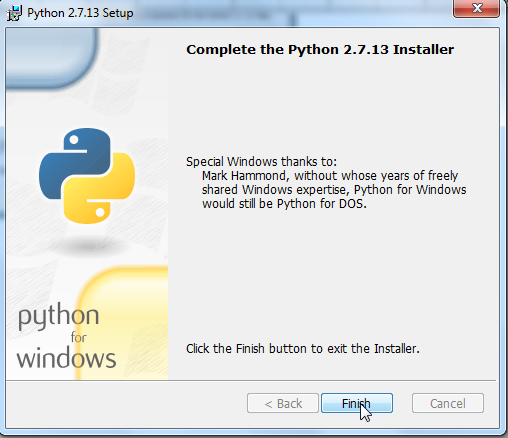 Python 2.7.13 Setup
Complete the Python 2.7.13 Installer
Special Windows thanks to:
Mark Hammond, without whose years of freely
shared Windows expertise, Python for Windows
would still be Python for DOS.
python
for
windows
Click the Finish button to exit the Installer.
< Back
Finish
Cancel